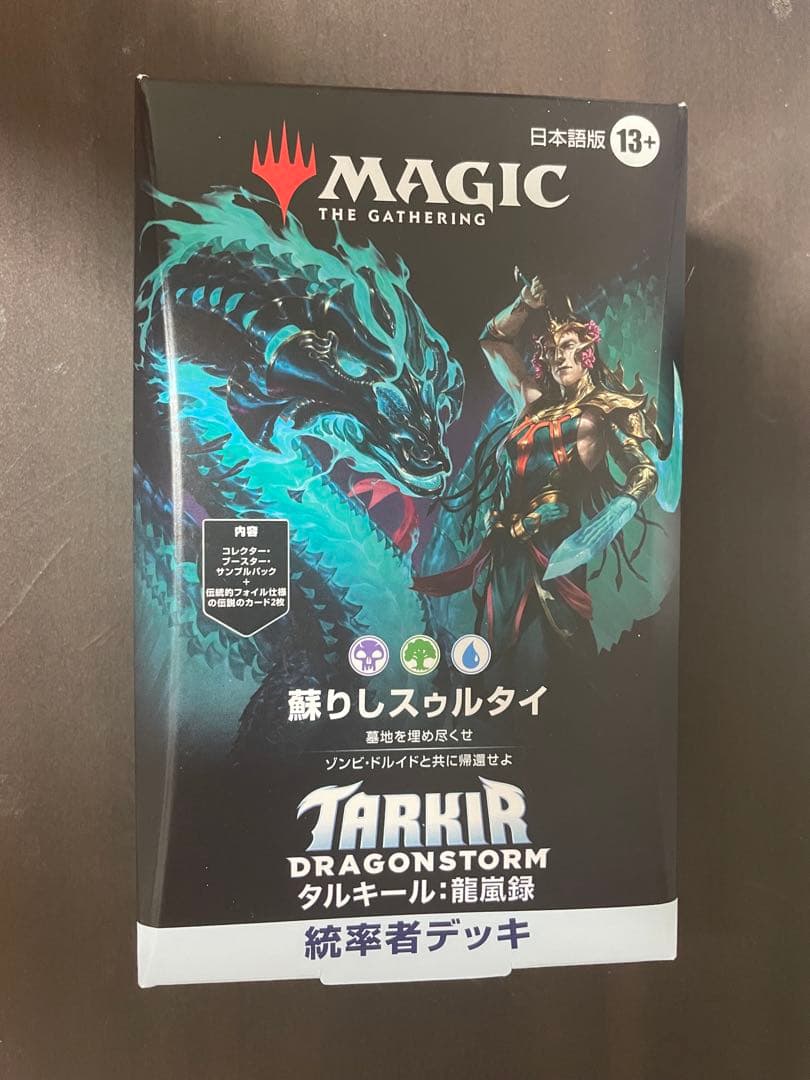 日本語版 13+
MAGIC
THE GATHERING
内容
コレクター・
ブースター・
サンプルパック
+
伝統的フォイル仕様
の伝説のカード2枚
蘇りしスゥルタイ
墓地を埋め尽くせ
ゾンビ・ドルイドと共に帰還せよ
TARKIR
DRAGONSTORM
タルキール:龍嵐録
統率者デッキ